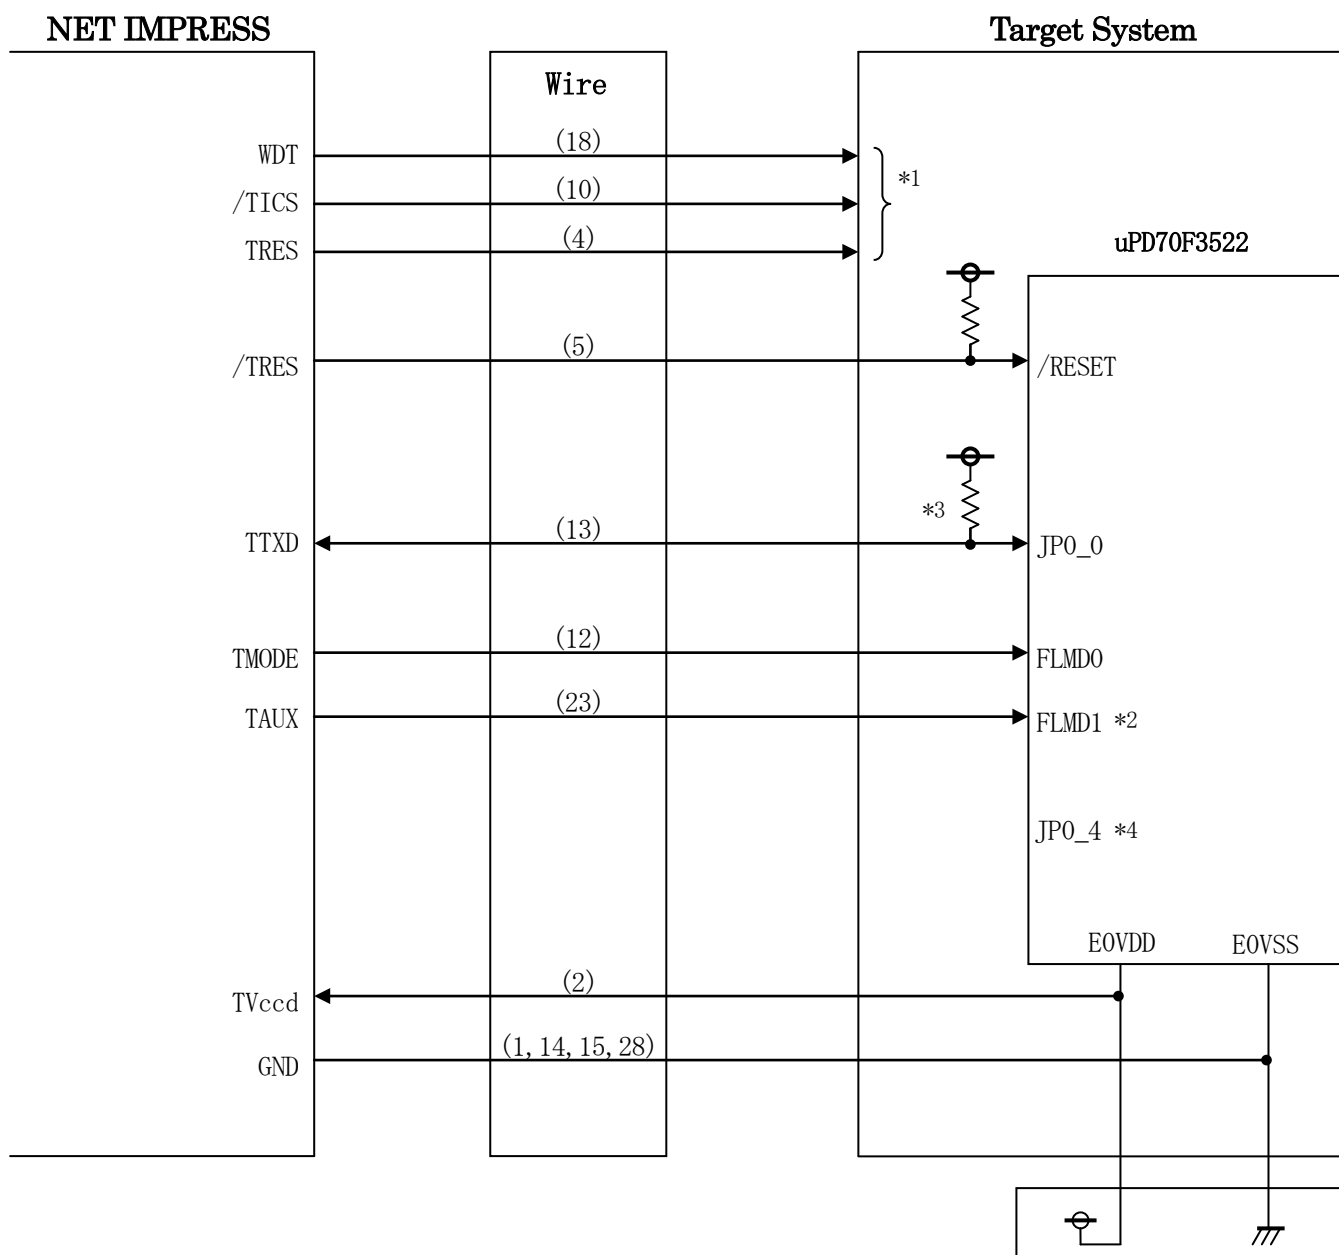 NET IMPRESS
Target System
Wire
WDT (18)
/TICS (10)
*1
TRES (4)
uPD70F3522
/TRES (5) /RESET
*3
TTXD (13) JP0_0
TMODE (12) FLMD0
TAUX (23) FLMD1 *2
JP0_4 *4
E0VDD E0VSS
TVccd (2)
GND (1,14,15,28)